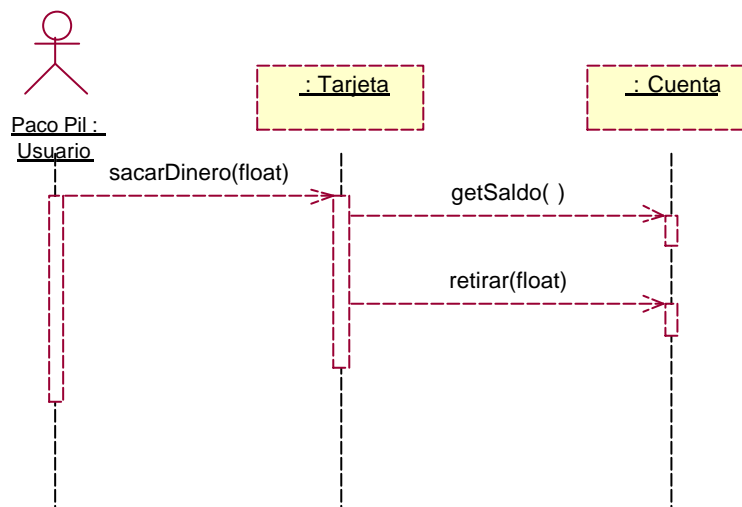 : Tarjeta
: Cuenta
Paco Pil :
Usuario
sacarDinero(float)
getSaldo( )
retirar(float)